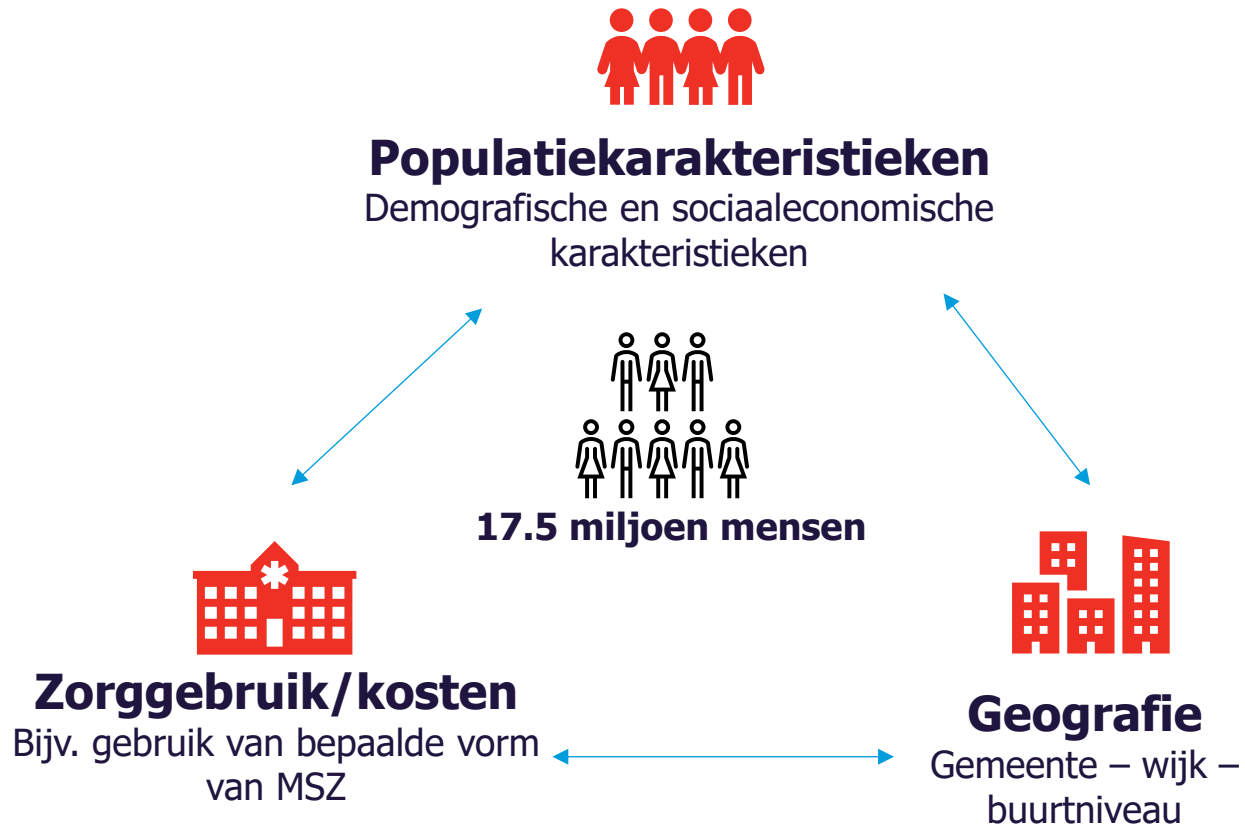 Populatiekarakteristieken
Demografische en sociaaleconomische
karakteristieken
17.5 miljoen mensen
Zorggebruik/kosten
Bijv. gebruik van bepaalde vorm
van MSZ
Geografie
Gemeente – wijk –
buurtniveau